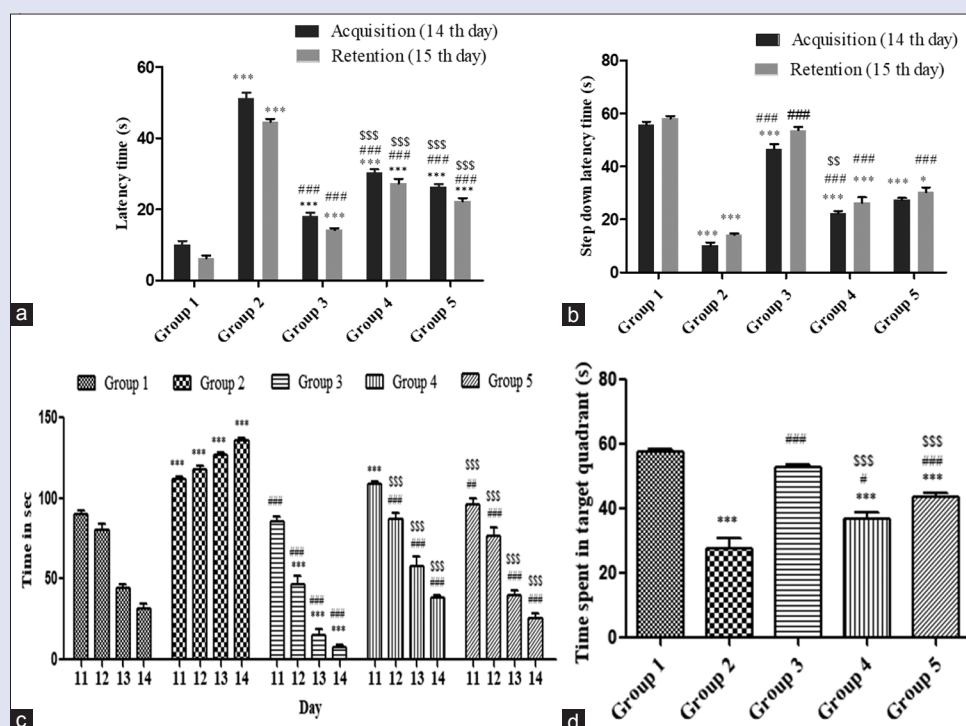 Acquisition (14 th day)
Retention (15 th day)
Latency time (s)
60
40
20
0
***
***
###
***
###
***
$$$
###
***
$$$
###
***
$$$
###
***
$$$
###
***
Group 1
Group 2
Group 3
Group 4
Group 5
a
Acquisition (14 th day)
Retention (15 th day)
Step down latency time (s)
80
60
40
20
0
***
***
###
***
###
$$
###
***
###
***
***
###
*
Group 1
Group 2
Group 3
Group 4
Group 5
b
Group 1
Group 2
Group 3
Group 4
Group 5
Time in sec
150
100
50
0
***
***
***
***
###
###
***
###
***
###
***
***
$$$
###
$$$
###
$$$
###
$$$
##
$$$
###
$$$
###
$$$
###
11 12 13 14
11 12 13 14
11 12 13 14
11 12 13 14
11 12 13 14
Day
c
Time spent in target quadrant (s)
80
60
40
20
0
***
###
$$$
#
***
$$$
###
***
Group 1
Group 2
Group 3
Group 4
Group 5
d